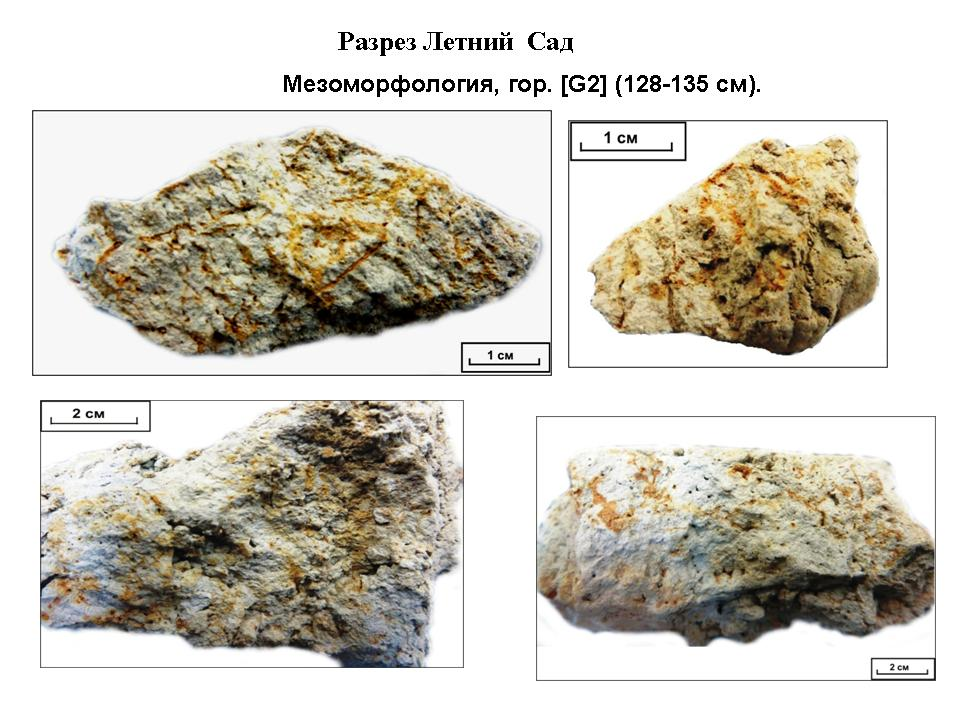 Разрез Летний Сад
Мезоморфология, гор. [G2] (128-135 см).
1 см
1 см
2 см
2 см